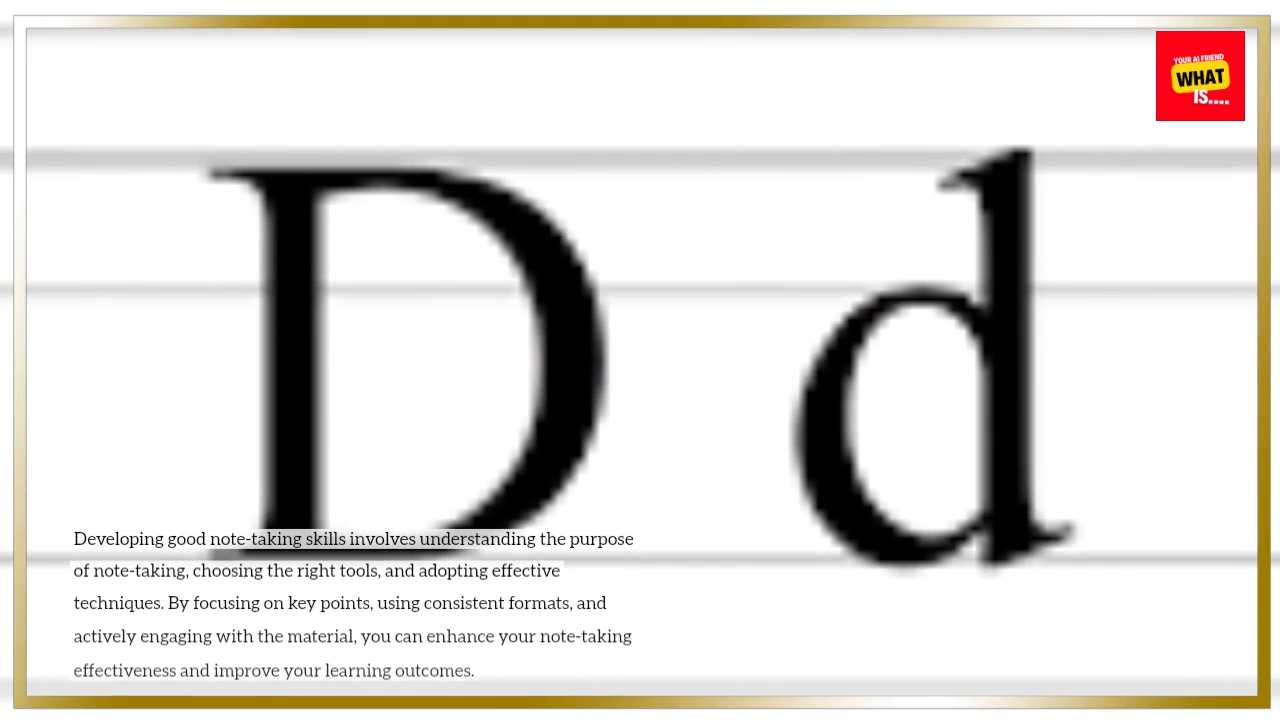 YOUR AI FRIEND
WHAT
IS....
D d
Developing good note-taking skills involves understanding the purpose
of note-taking, choosing the right tools, and adopting effective
techniques. By focusing on key points, using consistent formats, and
actively engaging with the material, you can enhance your note-taking
effectiveness and improve your learning outcomes.